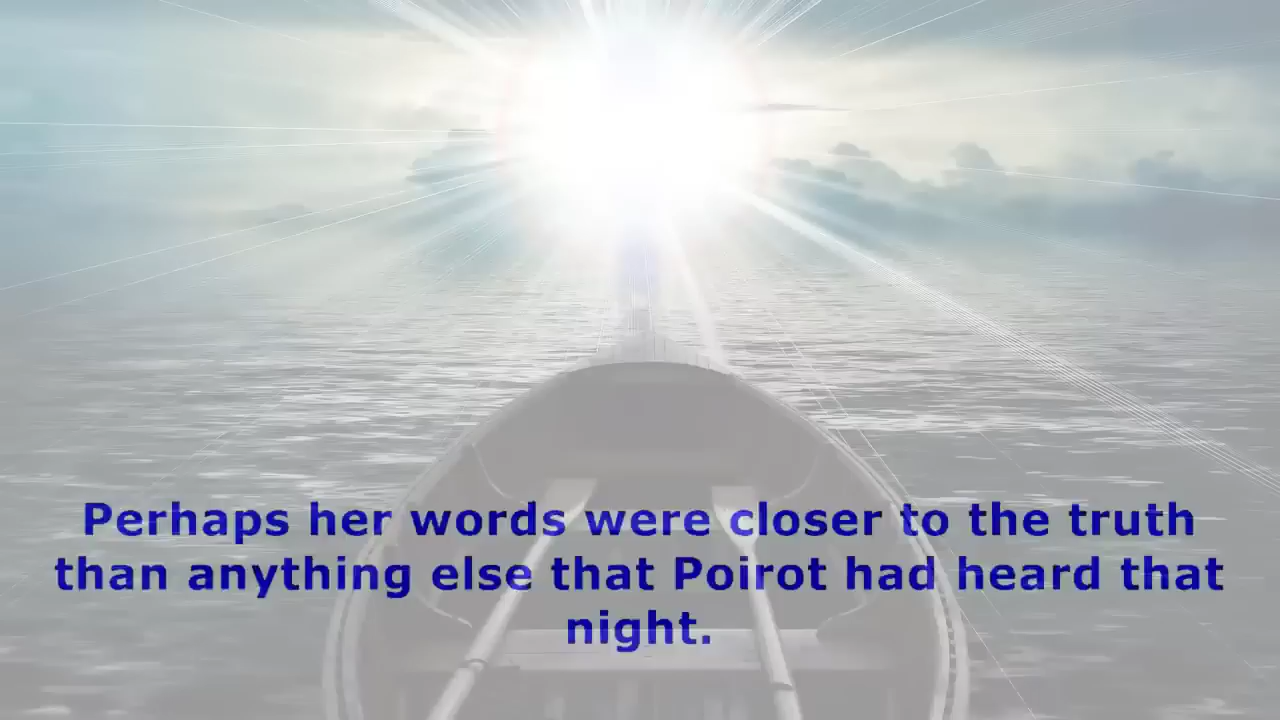 Perhaps her words were closer to the truth
than anything else that Poirot had heard that
night.